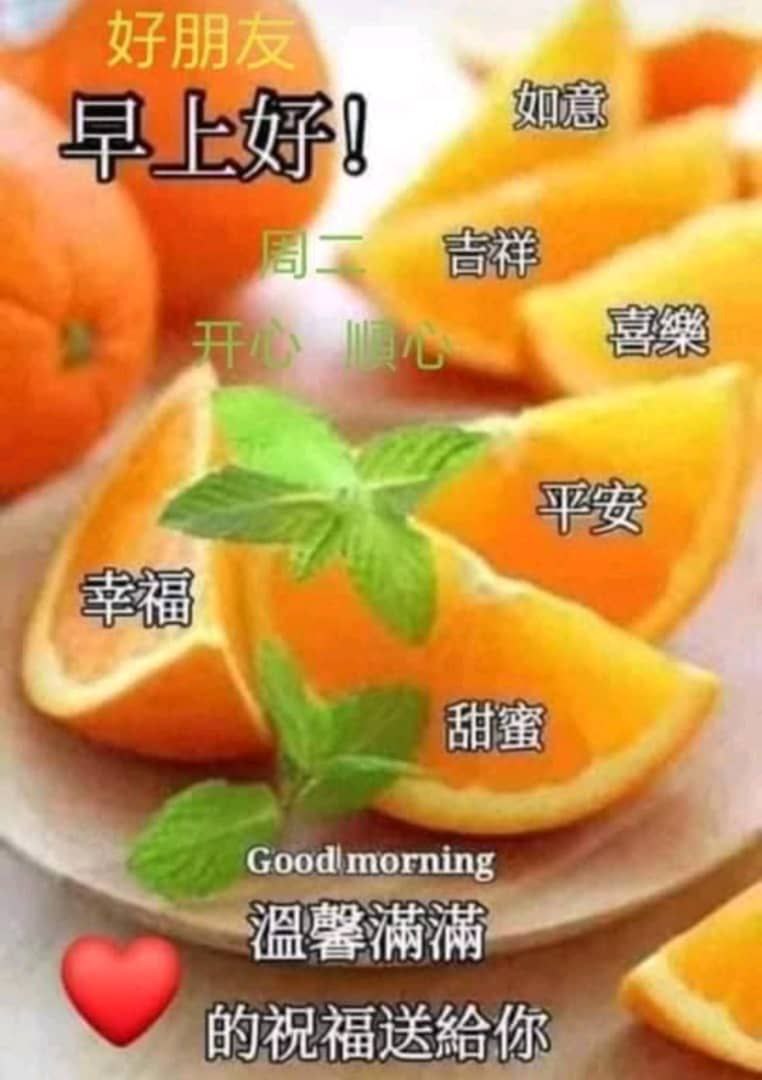 好朋友
早上好!
如意
周二
吉祥
开心 順心
喜樂
平安
幸福
甜蜜
Good morning
溫馨滿滿
的祝福送給你